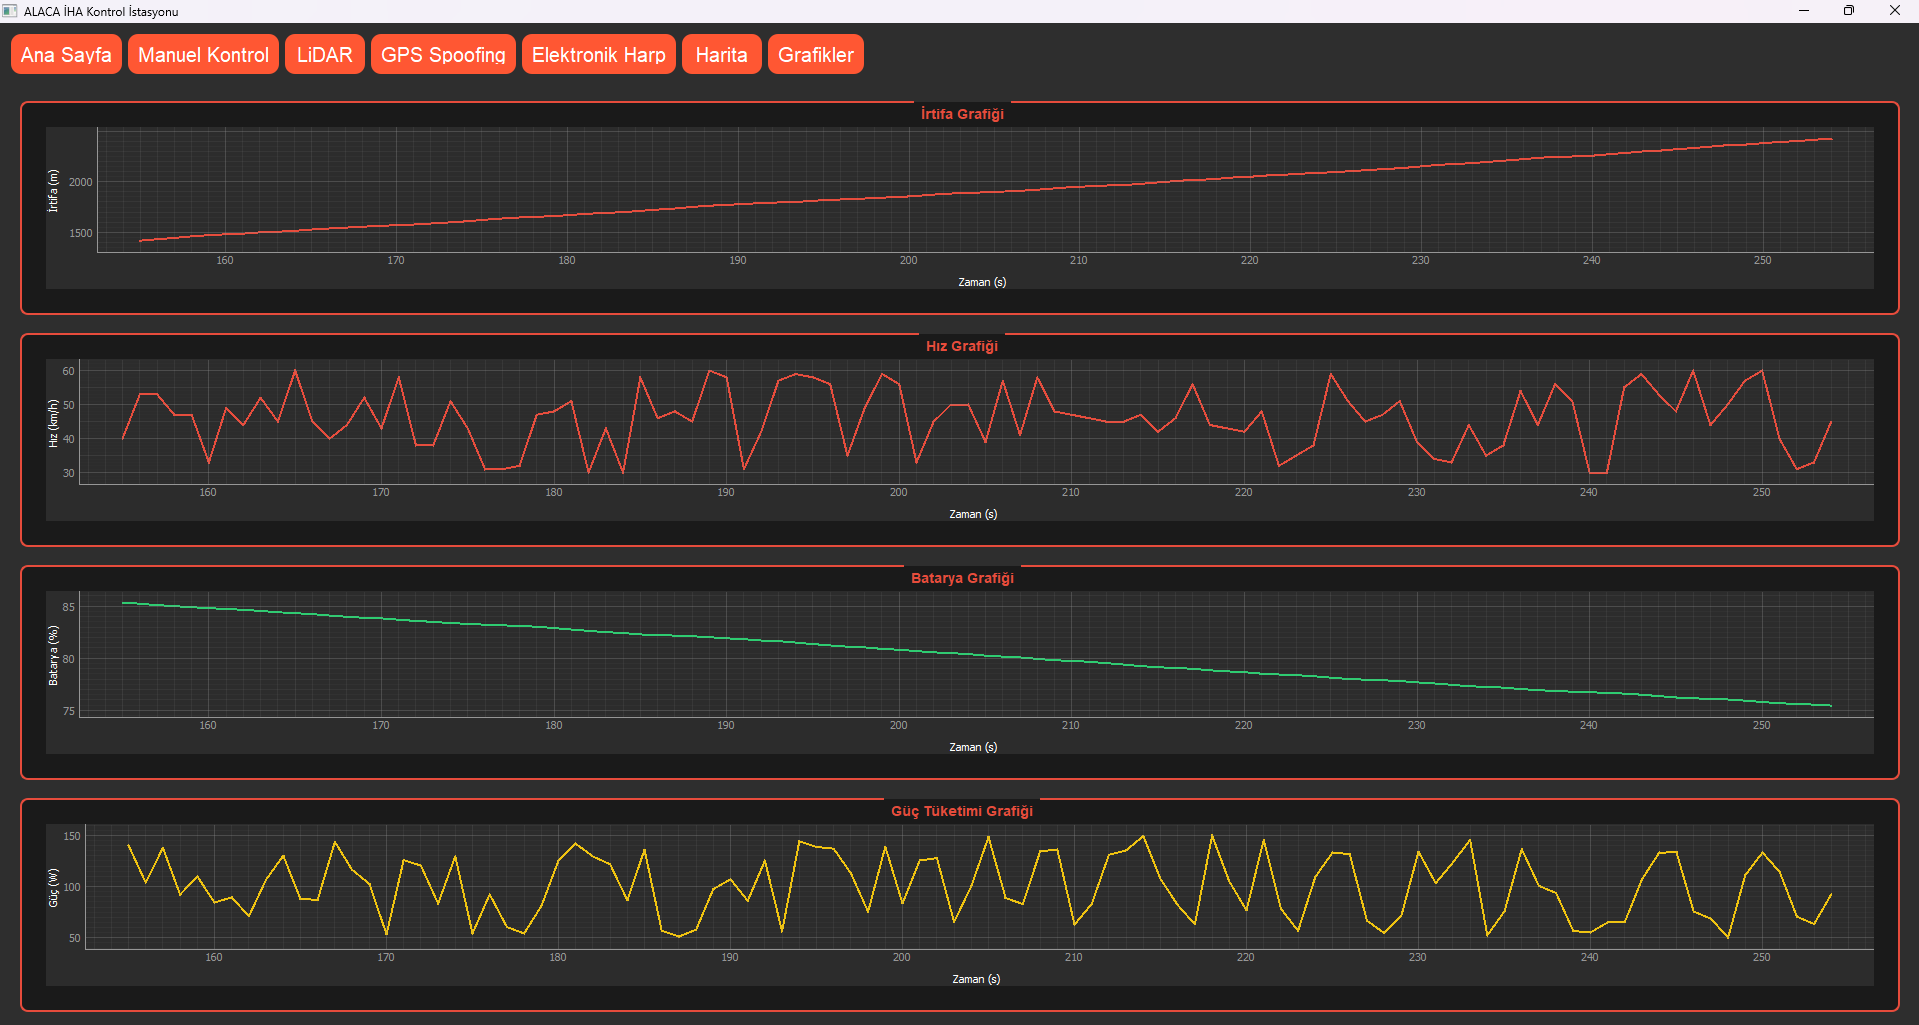 ALACA İHA Kontrol İstasyonu
Ana Sayfa Manuel Kontrol LiDAR GPS Spoofing Elektronik Harp Harita Grafikler
İrtifa Grafiği
İrtifa (m)
2000
1500
160 170 180 190 200 210 220 230 240 250
Zaman (s)
Hız Grafiği
Hız (km/h)
60
50
40
30
160 170 180 190 200 210 220 230 240 250
Zaman (s)
Batarya Grafiği
Batarya (%)
85
80
75
160 170 180 190 200 210 220 230 240 250
Zaman (s)
Güç Tüketimi Grafiği
Güç (W)
150
100
50
160 170 180 190 200 210 220 230 240 250
Zaman (s)